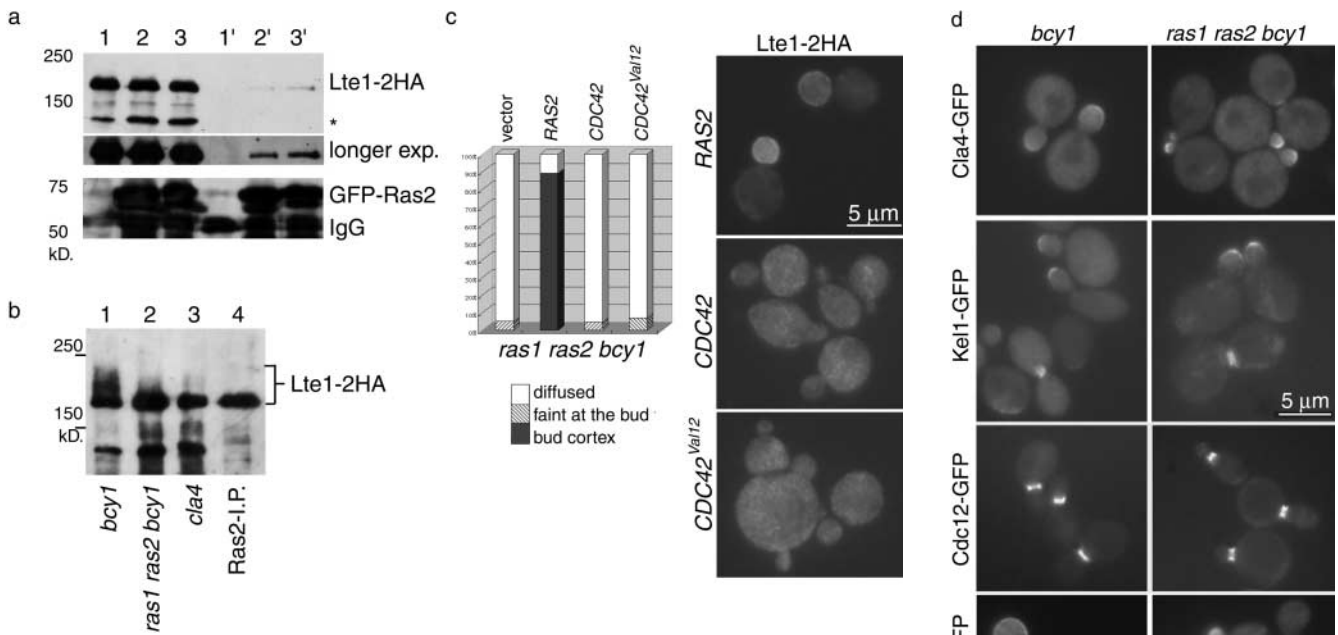 a
1 2 3 1' 2' 3'
250
150
Lte1-2HA
*
longer exp.
75
GFP-Ras2
50
IgG
kD.
b
1 2 3 4
250
Lte1-2HA
150
kD.
bcy1
ras1 ras2 bcy1
cla4
Ras2-I.P.
c
vector
RAS2
CDC42
CDC42Val12
ras1 ras2 bcy1
diffused
faint at the bud
bud cortex
Lte1-2HA
RAS2
5 µm
CDC42
CDC42Val12
d
bcy1
ras1 ras2 bcy1
Cla4-GFP
Kel1-GFP
5 µm
Cdc12-GFP